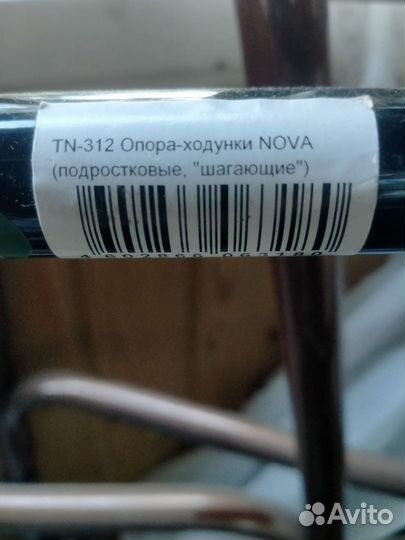 TN-312 Опора-ходунки NOVA
(подростковые, "шагающие")
Avito